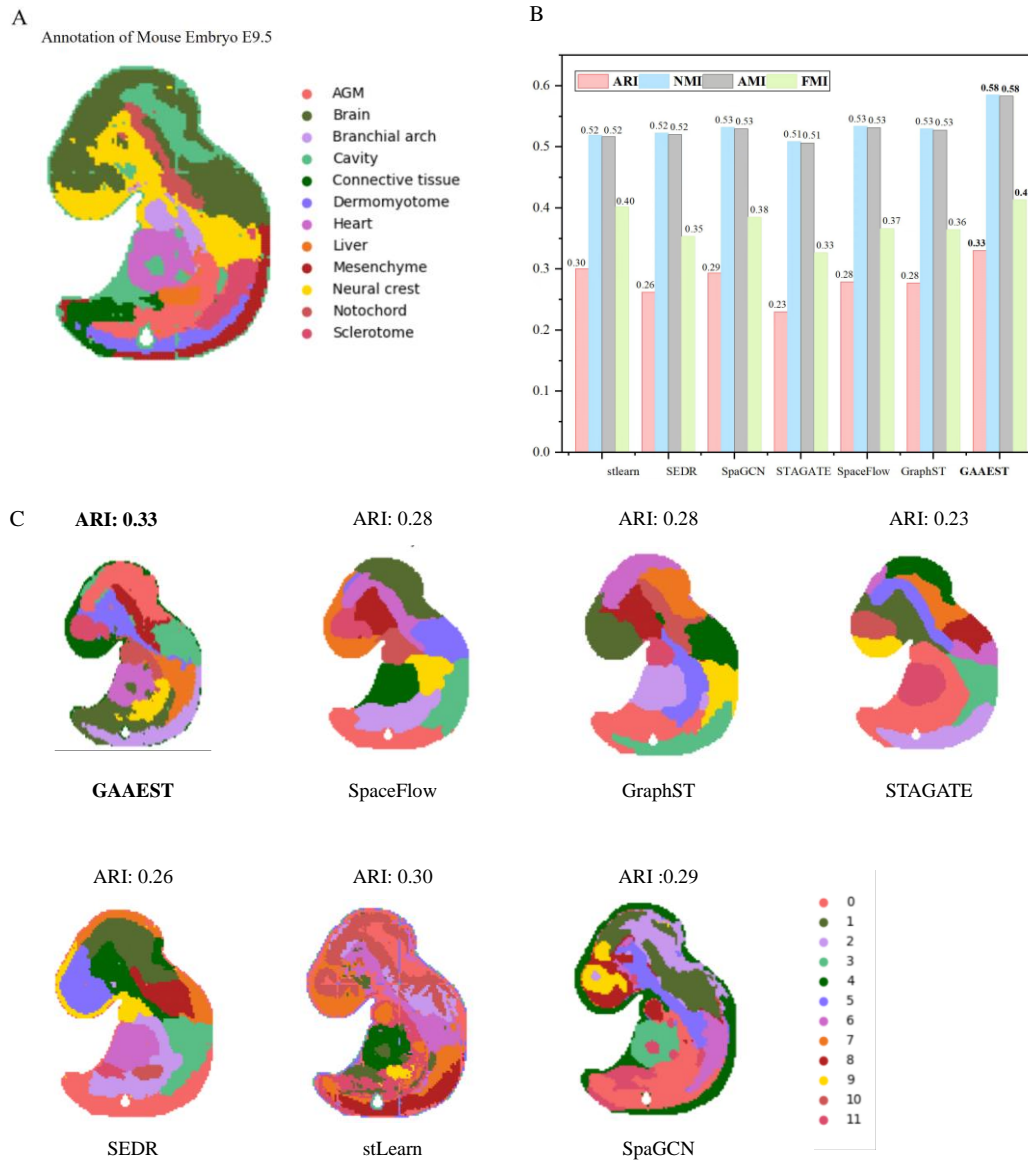 A
Annotation of Mouse Embryo E9.5
AGM
Brain
Branchial arch
Cavity
Connective tissue
Dermomyotome
Heart
Liver
Mesenchyme
Neural crest
Notochord
Sclerotome
B
ARI NMI AMI FMI
0.6
0.5
0.4
0.3
0.2
0.1
0.0
0.30 0.52 0.52 0.40
0.26 0.52 0.52 0.35
0.29 0.53 0.53 0.38
0.23 0.51 0.51 0.33
0.28 0.53 0.53 0.37
0.28 0.53 0.53 0.36
0.33 0.58 0.58 0.4
stlearn SEDR SpaGCN STAGATE SpaceFlow GraphST GAAEST
C
ARI: 0.33 ARI: 0.28 ARI: 0.28 ARI: 0.23
GAAEST SpaceFlow GraphST STAGATE
ARI: 0.26 ARI: 0.30 ARI :0.29
SEDR stLearn SpaGCN
0
1
2
3
4
5
6
7
8
9
10
11